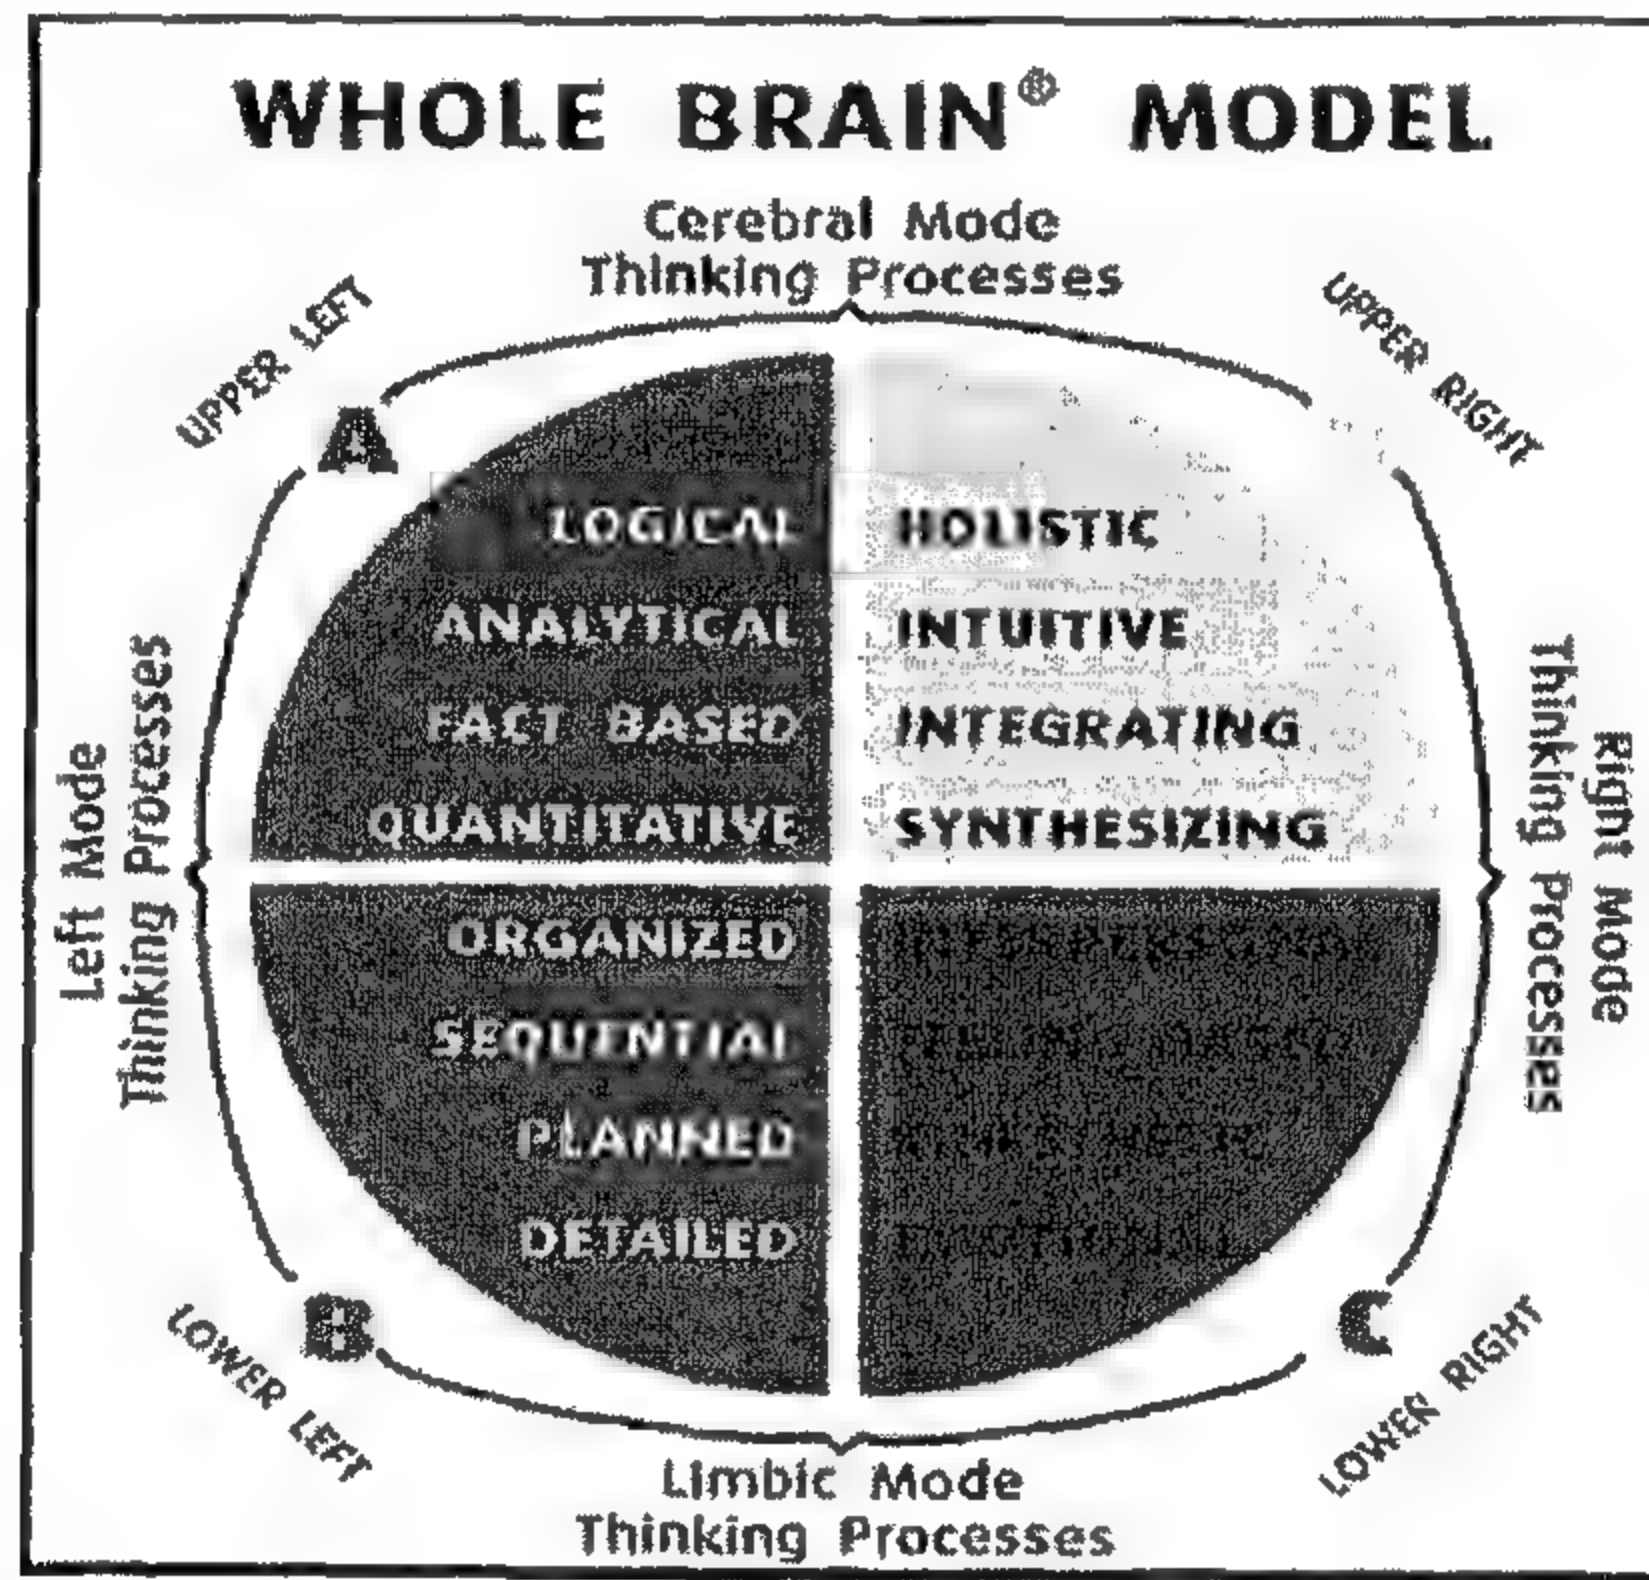 WHOLE BRAIN® MODEL
Cerebral Mode
Thinking Processes
UPPER LEFT
UPPER RIGHT
A
LOGICAL
ANALYTICAL
FACT BASED
QUANTITATIVE
HOLISTIC
INTUITIVE
INTEGRATING
SYNTHESIZING
Left Mode
Thinking Processes
Right Mode
Thinking Processes
ORGANIZED
SEQUENTIAL
PLANNED
DETAILED
B
C
LOWER LEFT
LOWER RIGHT
Limbic Mode
Thinking Processes